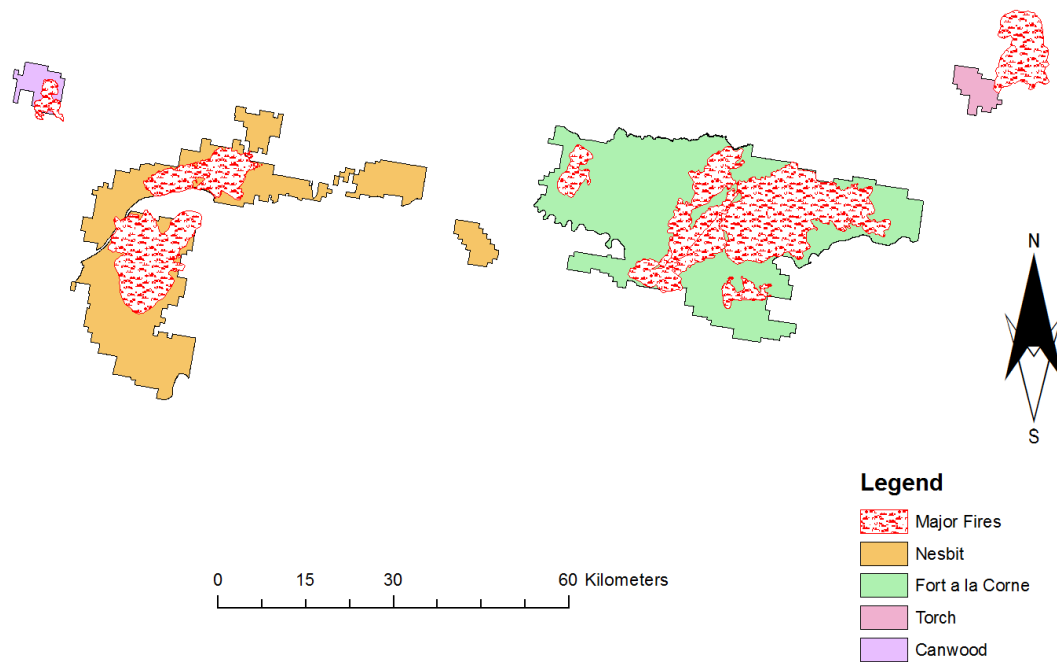 N
S
0 15 30 60 Kilometers
Legend
Major Fires
Nesbit
Fort a la Corne
Torch
Canwood